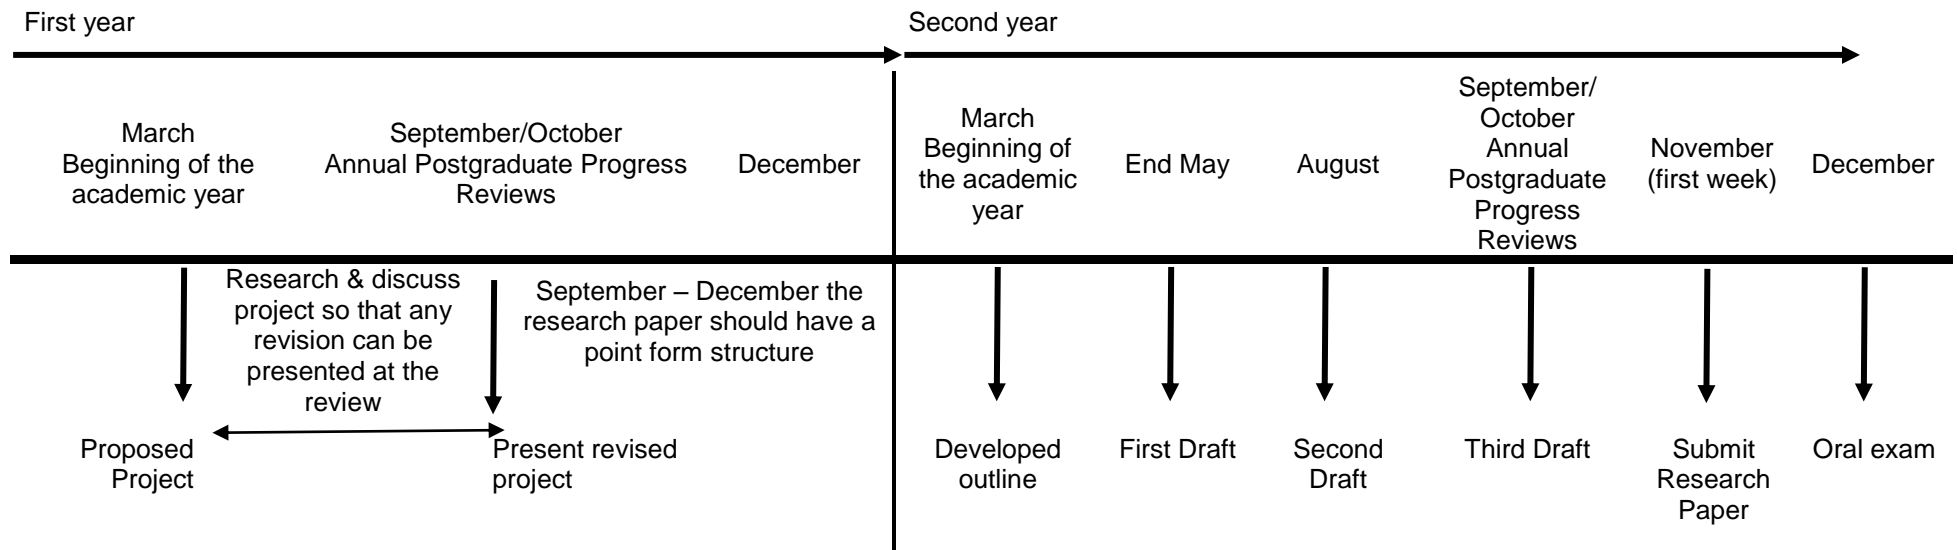 First year
Second year
March
Beginning of the
academic year
September/October
Annual Postgraduate Progress
Reviews
December
March
Beginning of
the academic
year
End May
August
September/
October
Annual
Postgraduate
Progress
Reviews
November
(first week)
December
Research & discuss
project so that any
revision can be
presented at the
review
September – December the
research paper should have a
point form structure
Proposed
Project
Present revised
project
Developed
outline
First Draft
Second
Draft
Third Draft
Submit
Research
Paper
Oral exam